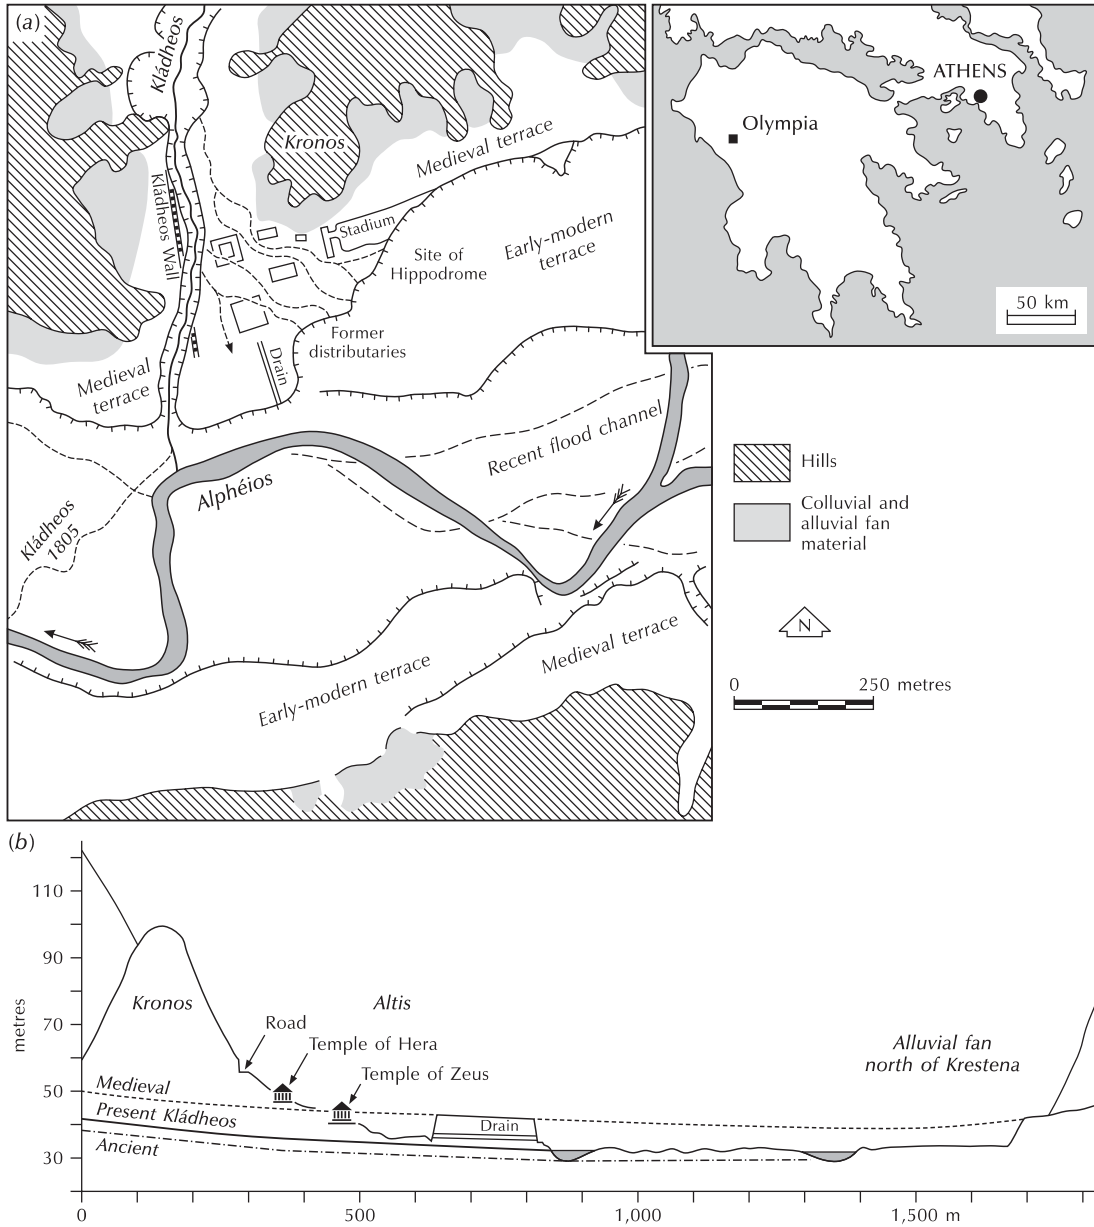 (a)
Kládheos
Kronos
Medieval terrace
Stadium
Kládheos Wall
Site of
Hippodrome
Early-modern
terrace
Former
distributaries
Drain
Medieval
terrace
Recent flood channel
Alphéios
Kládheos
1805
Medieval terrace
Early-modern terrace
ATHENS
Olympia
50 km
Hills
Colluvial and
alluvial fan
material
N
0
250 metres
(b)
metres
110
90
70
50
30
Kronos
Altis
Road
Temple of Hera
Temple of Zeus
Alluvial fan
north of Krestena
Medieval
Present Kládheos
Ancient
Drain
0
500
1,000
1,500 m